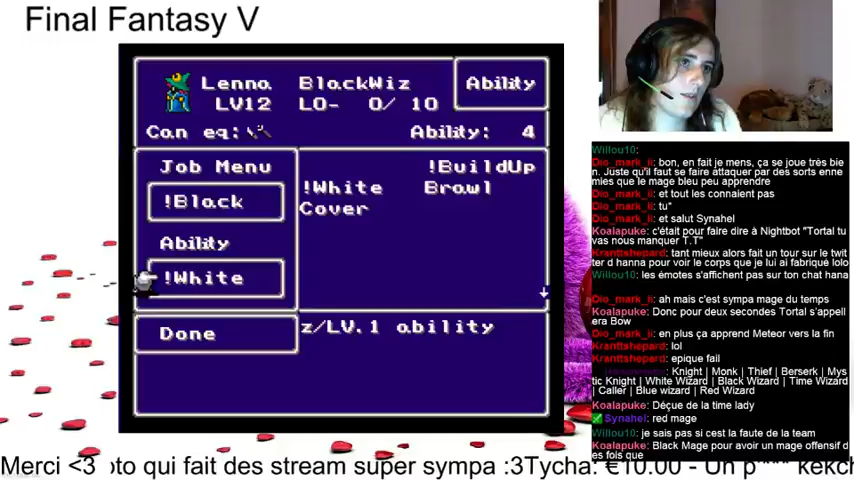 Final Fantasy V
Lenna BlackWiz
LV12 L0- 0/ 10
Ability
Can eq:
Ability: 4
Job Menu
!Black
Ability
!White
Done
!BuildUp
!White Brawl
Cover
z/LV.1 ability
Willou10:
Dio_mark_ii: bon, en fait je mens, ça se joue très bie
n. Juste qu'il faut se faire attaquer par des sorts enne
mies que le mage bleu peu apprendre
Dio_mark_ii: et tout les connaient pas
Dio_mark_ii: tu*
Dio_mark_ii: et salut Synahel
Koalapuke: c'était pour faire dire à Nightbot "Tortal tu
vas nous manquer T.T"
Kranttshepard: tant mieux alors fait un tour sur le twit
ter d hanna pour voir le corps que je lui ai fabriqué lolo
Willou10: les émotes s'affichent pas sur ton chat hana
Dio_mark_ii: ah mais c'est sympa mage du temps
Koalapuke: Donc pour deux secondes Tortal s'appell
era Bow
Dio_mark_ii: en plus ça apprend Meteor vers la fin
Kranttshepard: lol
Kranttshepard: epique fail
Knight | Monk | Thief | Berserk | Mys
tic Knight | White Wizard | Black Wizard | Time Wizard
| Caller | Blue wizard | Red Wizard
Koalapuke: Déçue de la time lady
Synahel: red mage
Willou10: je sais pas si cest la faute de la team
Koalapuke: Black Mage pour avoir un mage offensif d
es fois que
Merci <3 oto qui fait des stream super sympa :3Tycha: €10.00 - Un p*** kekch